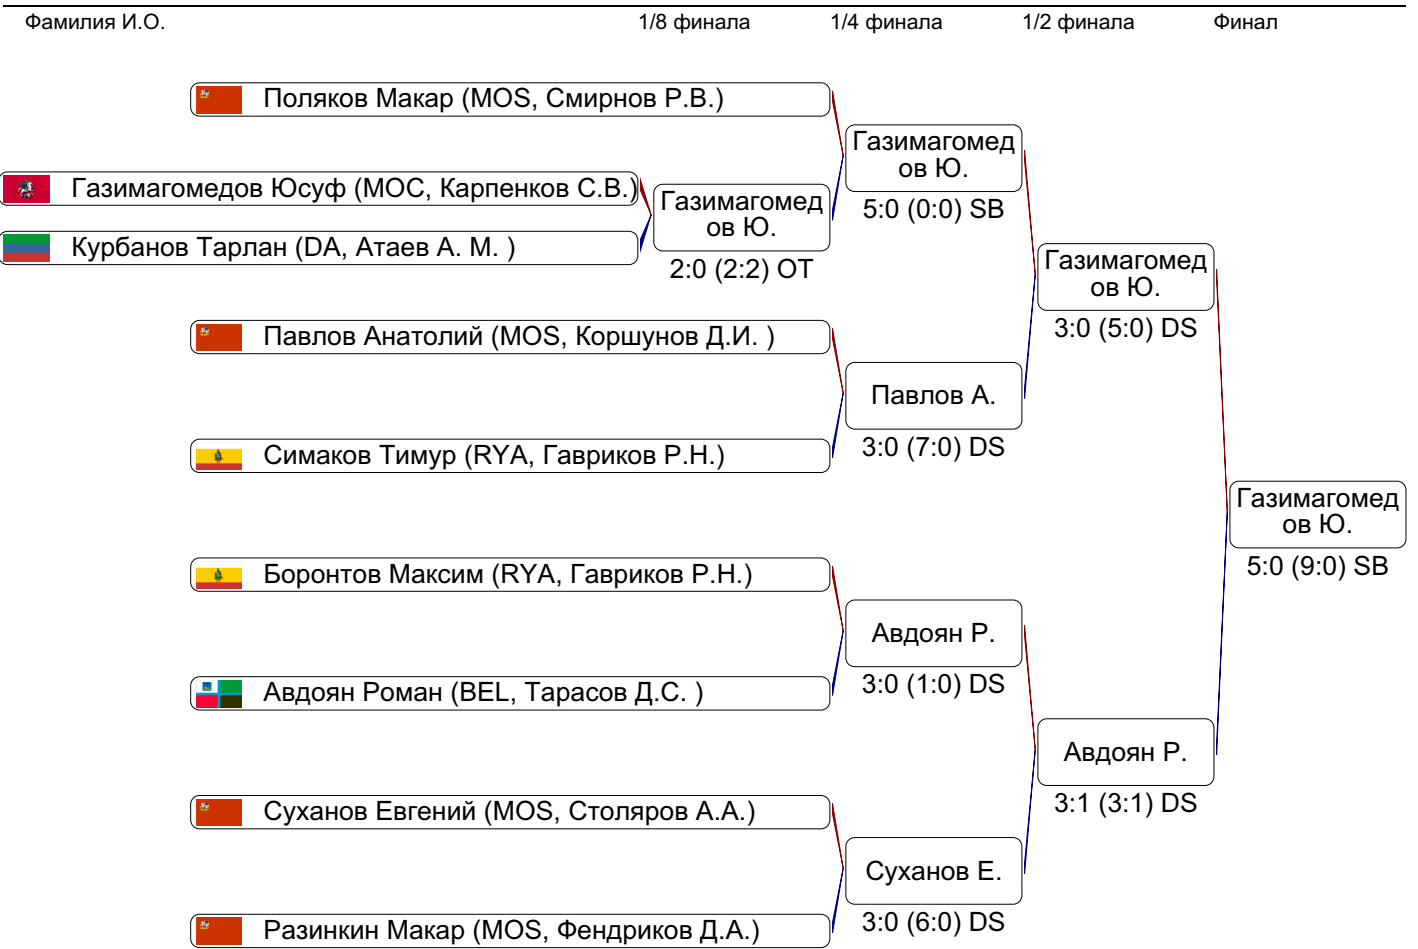 Фамилия И.О. 1/8 финала 1/4 финала 1/2 финала Финал
Поляков Макар (MOS, Смирнов Р.В.)
Газимагомед
ов Ю.
5:0 (0:0) SB
Газимагомедов Юсуф (МОС, Карпенков С.В.)
Газимагомед
ов Ю.
2:0 (2:2) OT
Курбанов Тарлан (DA, Атаев А. М. )
Газимагомед
ов Ю.
3:0 (5:0) DS
Павлов Анатолий (MOS, Коршунов Д.И. )
Павлов А.
3:0 (7:0) DS
Симаков Тимур (RYA, Гавриков Р.Н.)
Газимагомед
ов Ю.
5:0 (9:0) SB
Боронтов Максим (RYA, Гавриков Р.Н.)
Авдоян Р.
3:0 (1:0) DS
Авдоян Роман (BEL, Тарасов Д.С. )
Авдоян Р.
3:1 (3:1) DS
Суханов Евгений (MOS, Столяров А.А.)
Суханов Е.
3:0 (6:0) DS
Разинкин Макар (MOS, Фендриков Д.А.)